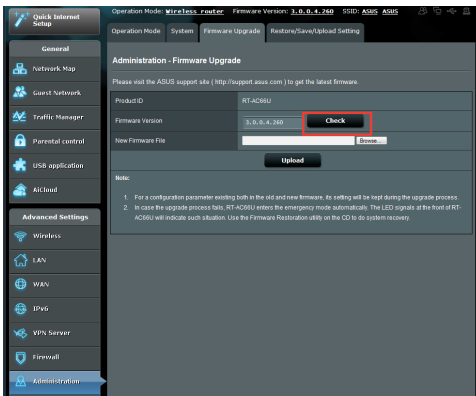 Quick Internet
Setup
Operation Mode: Wireless router Firmware Version: 3.0.0.4.260 SSID: ASUS ASUS
Operation Mode System Firmware Upgrade Restore/Save/Upload Setting
General
Network Map
Guest Network
Traffic Manager
Parental control
USB application
AiCloud
Advanced Settings
Wireless
LAN
WAN
IPv6
VPN Server
Firewall
Administration
Administration - Firmware Upgrade
Please visit the ASUS support site ( http://support.asus.com ) to get the latest firmware.
Product ID RT-AC66U
Firmware Version 3.0.0.4.260 Check
New Firmware File Browse...
Upload
Note:
1. For a configuration parameter existing both in the old and new firmware, its setting will be kept during the upgrade process.
2. In case the upgrade process fails, RT-AC66U enters the emergency mode automatically. The LED signals at the front of RT-
AC66U will indicate such situation. Use the Firmware Restoration utility on the CD to do system recovery.